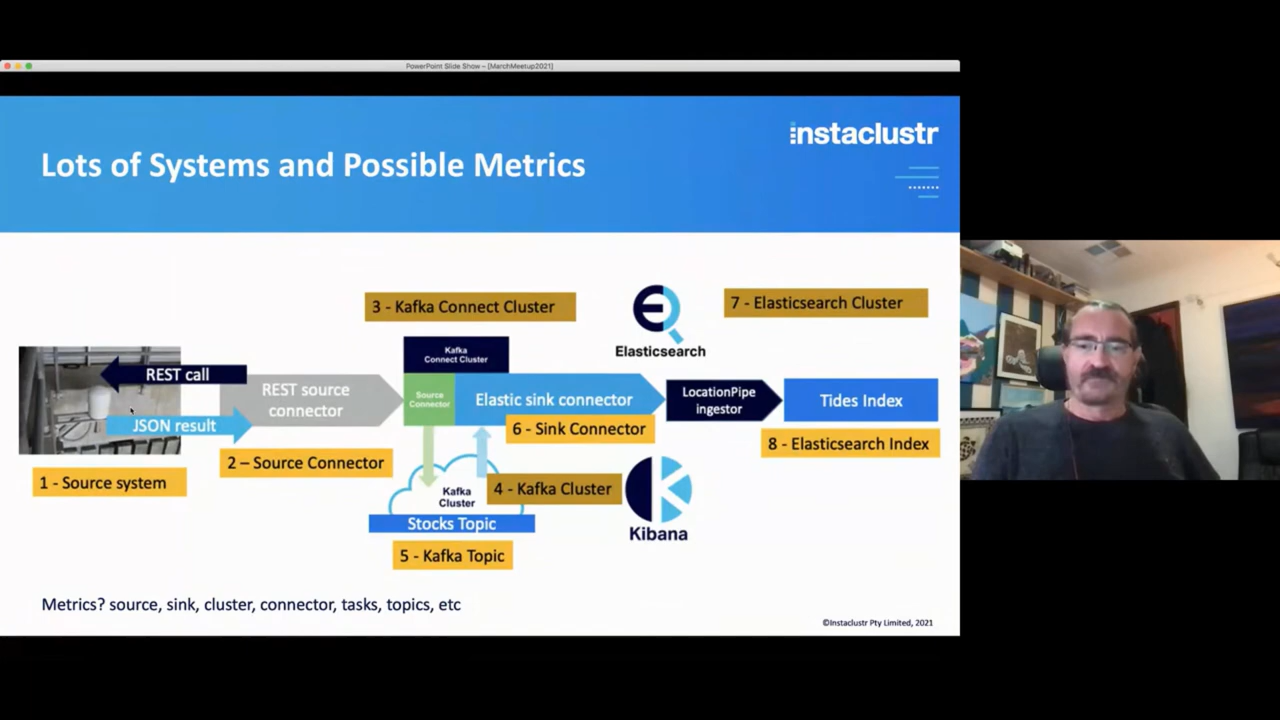 PowerPoint Slide Show - [MarchMeetup2021]
instaclustr
Lots of Systems and Possible Metrics
3 - Kafka Connect Cluster
Elasticsearch
7 - Elasticsearch Cluster
Kafka
Connect Cluster
REST call
JSON result
REST source
connector
Source
Connector
Elastic sink connector
LocationPipe
ingestor
Tides Index
6 - Sink Connector
8 - Elasticsearch Index
2 – Source Connector
1 - Source system
Kafka
Cluster
4 - Kafka Cluster
Stocks Topic
Kibana
5 - Kafka Topic
Metrics? source, sink, cluster, connector, tasks, topics, etc
©Instaclustr Pty Limited, 2021